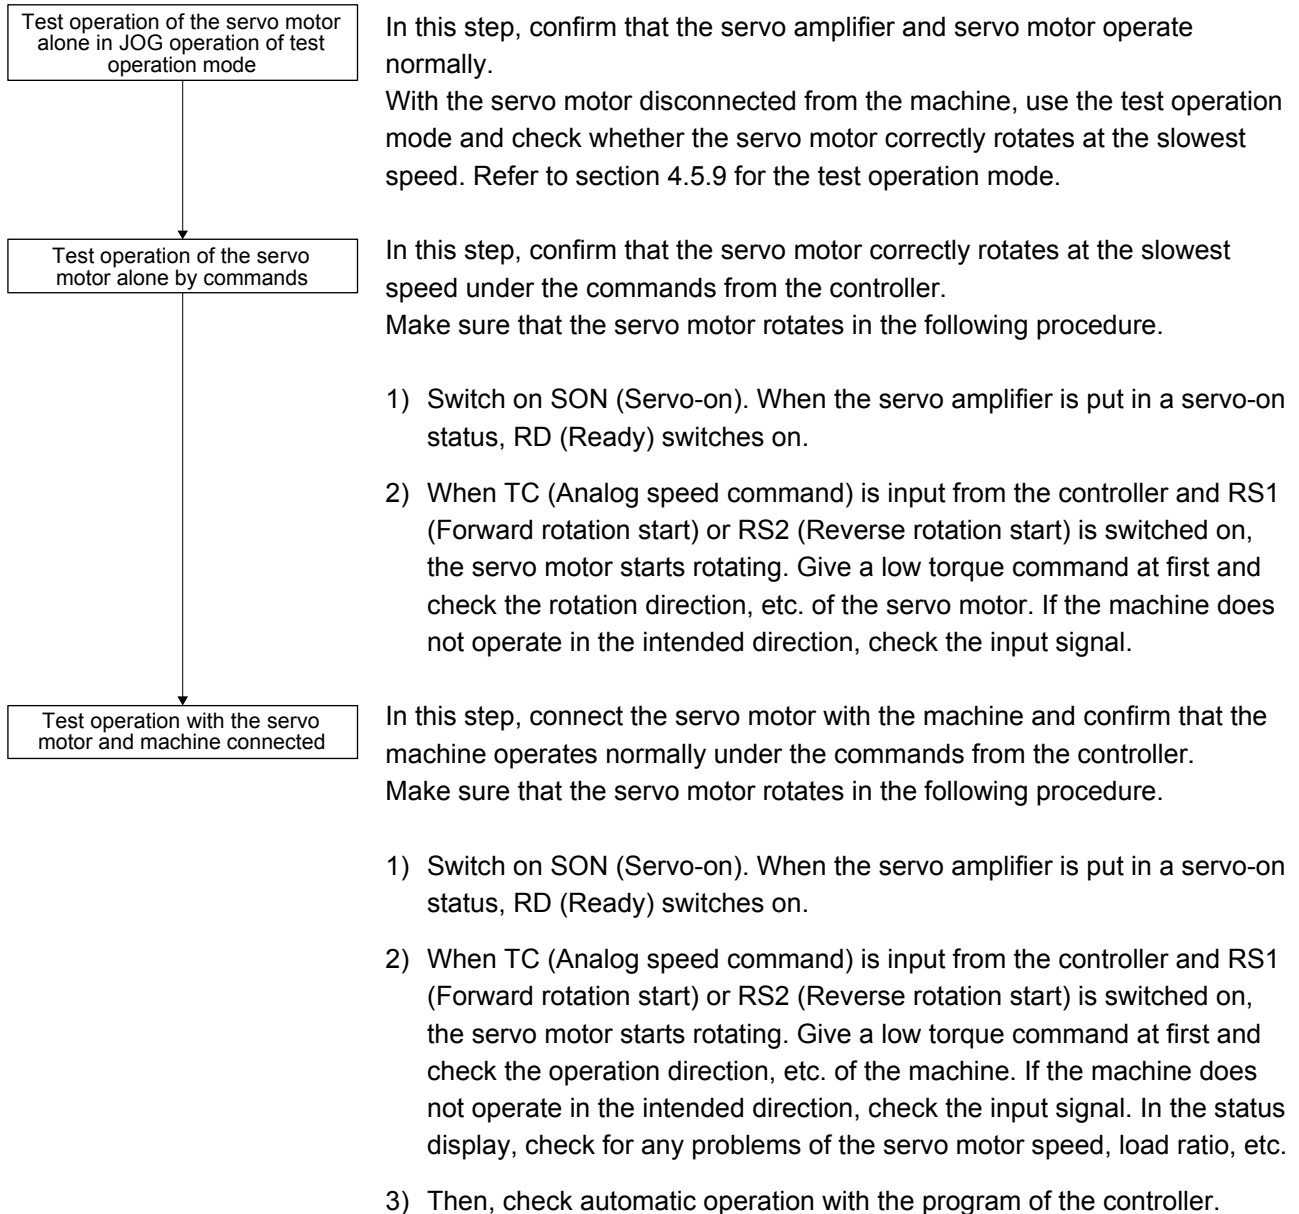 Test operation of the servo motor
alone in JOG operation of test
operation mode
In this step, confirm that the servo amplifier and servo motor operate
normally.
With the servo motor disconnected from the machine, use the test operation
mode and check whether the servo motor correctly rotates at the slowest
speed. Refer to section 4.5.9 for the test operation mode.
Test operation of the servo
motor alone by commands
In this step, confirm that the servo motor correctly rotates at the slowest
speed under the commands from the controller.
Make sure that the servo motor rotates in the following procedure.
1) Switch on SON (Servo-on). When the servo amplifier is put in a servo-on
status, RD (Ready) switches on.
2) When TC (Analog speed command) is input from the controller and RS1
(Forward rotation start) or RS2 (Reverse rotation start) is switched on,
the servo motor starts rotating. Give a low torque command at first and
check the rotation direction, etc. of the servo motor. If the machine does
not operate in the intended direction, check the input signal.
Test operation with the servo
motor and machine connected
In this step, connect the servo motor with the machine and confirm that the
machine operates normally under the commands from the controller.
Make sure that the servo motor rotates in the following procedure.
1) Switch on SON (Servo-on). When the servo amplifier is put in a servo-on
status, RD (Ready) switches on.
2) When TC (Analog speed command) is input from the controller and RS1
(Forward rotation start) or RS2 (Reverse rotation start) is switched on,
the servo motor starts rotating. Give a low torque command at first and
check the operation direction, etc. of the machine. If the machine does
not operate in the intended direction, check the input signal. In the status
display, check for any problems of the servo motor speed, load ratio, etc.
3) Then, check automatic operation with the program of the controller.